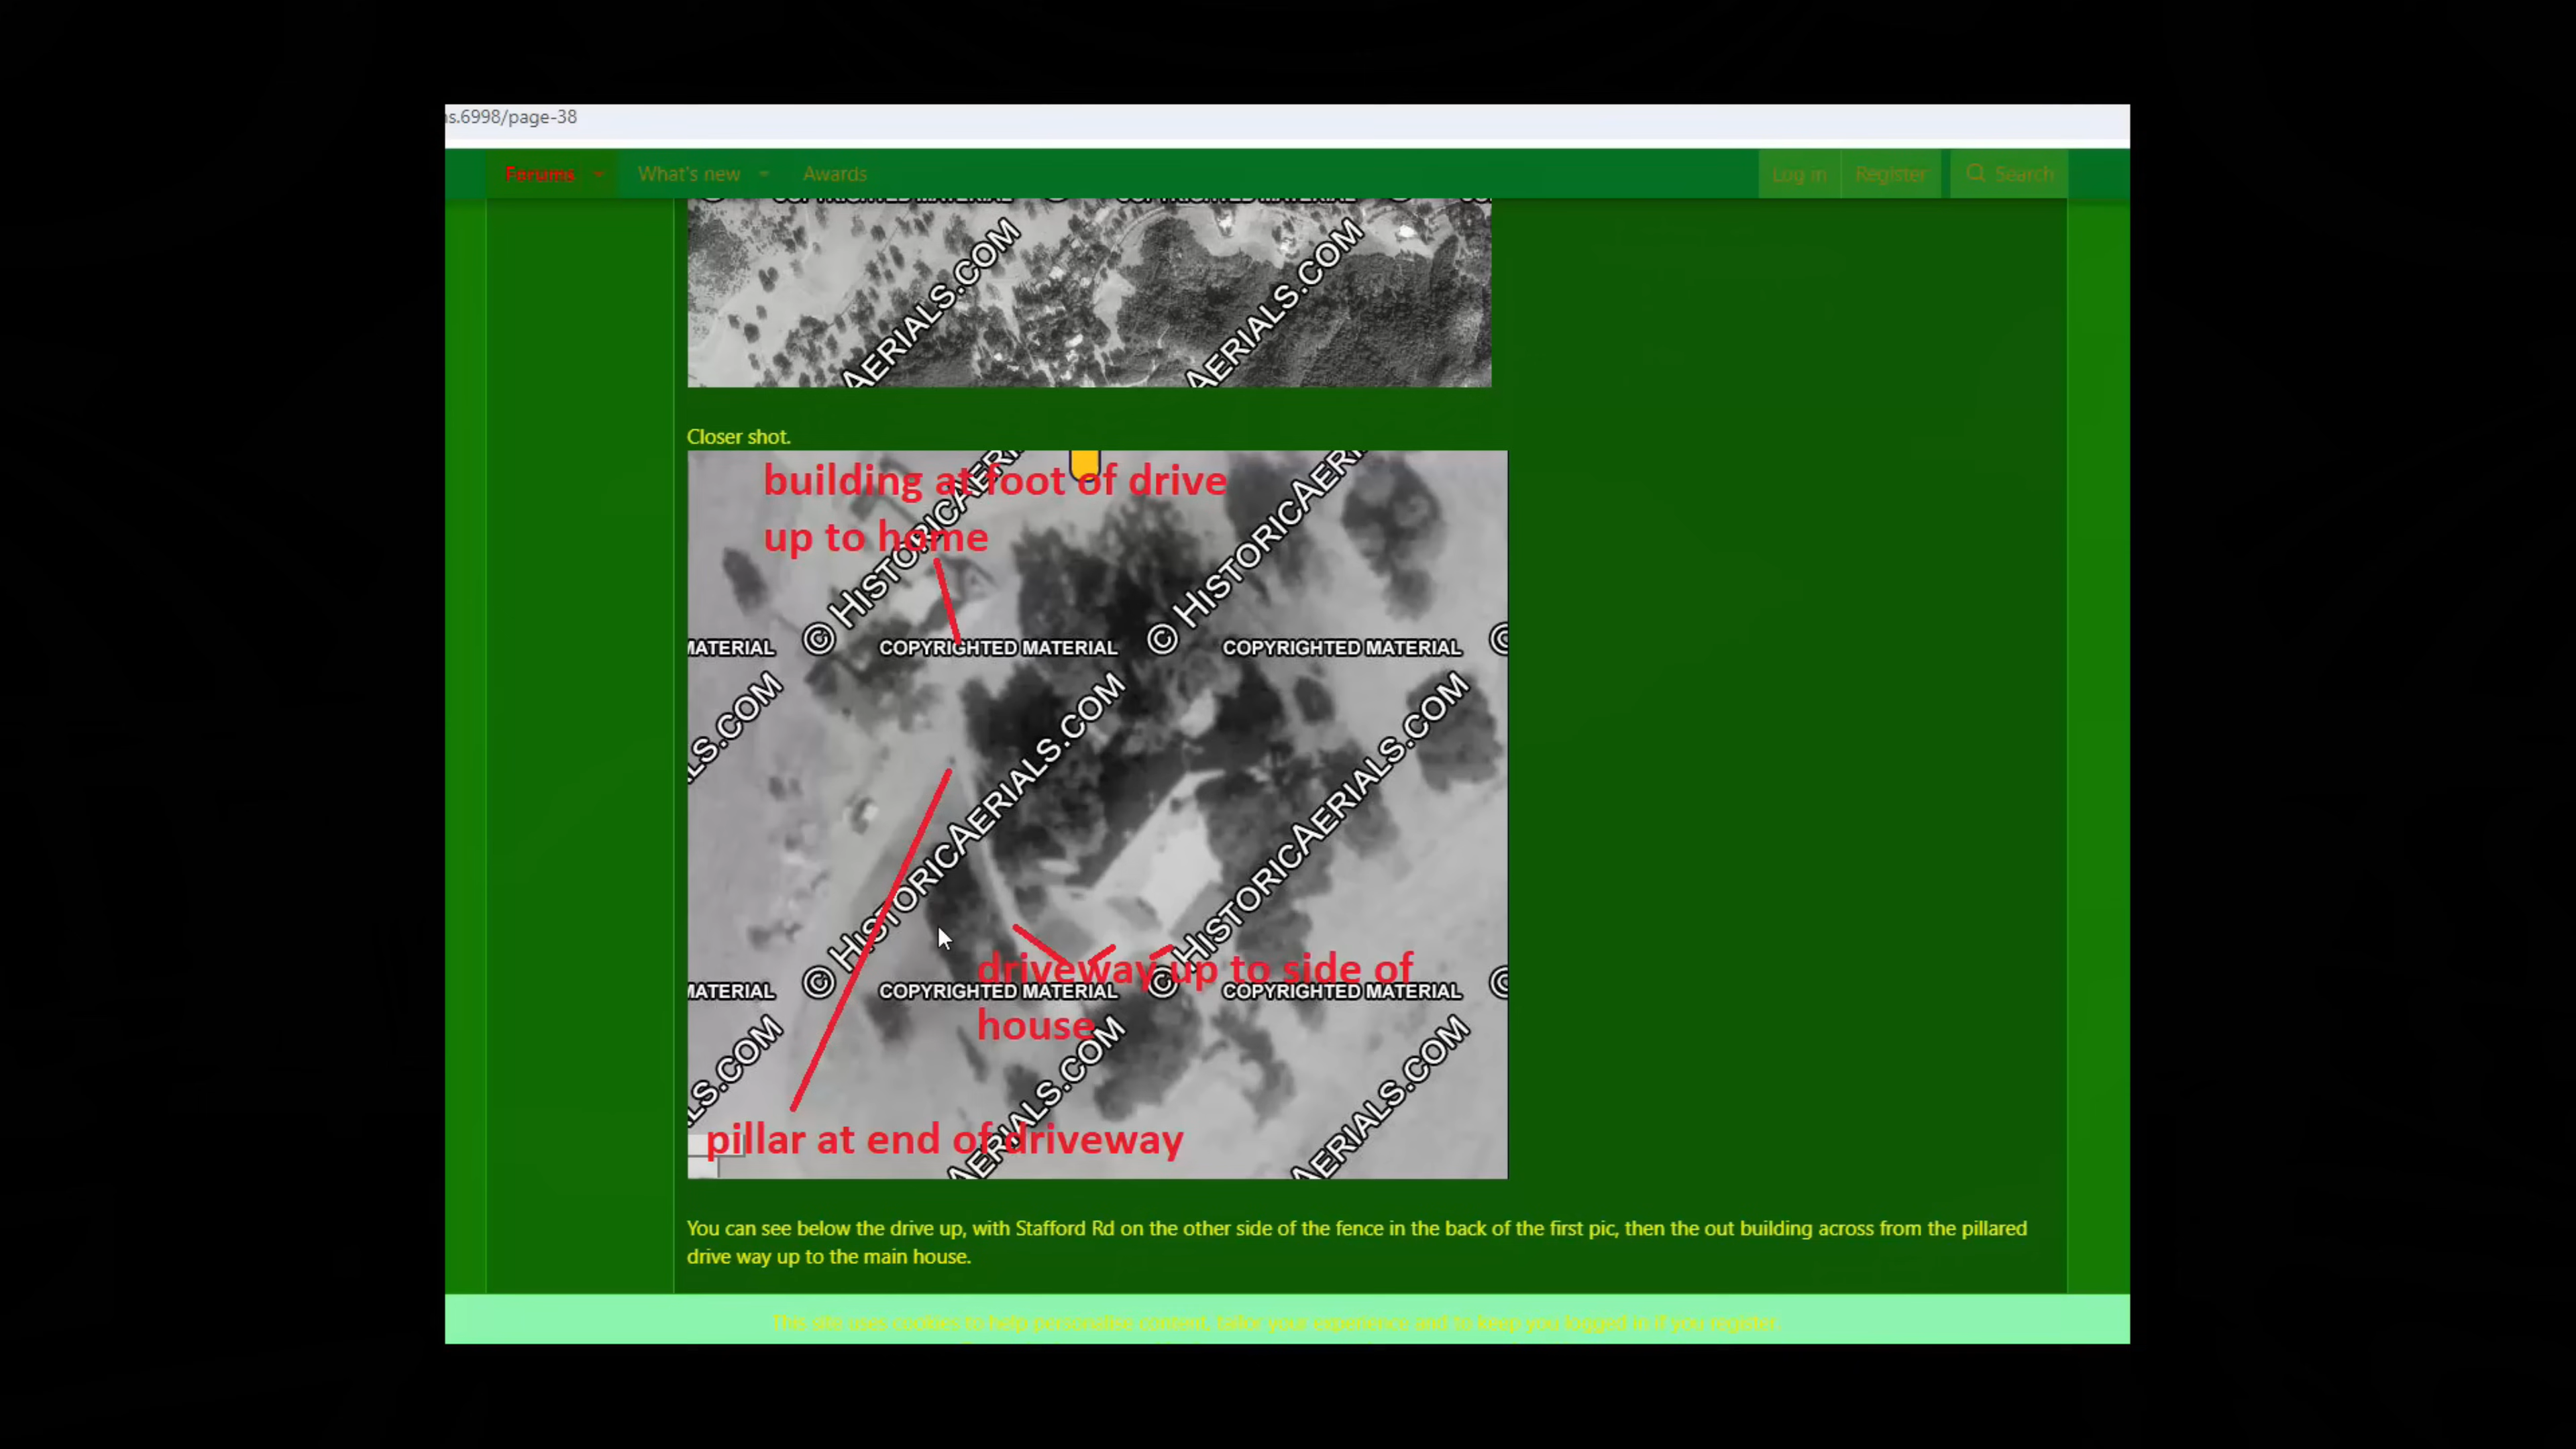 s.6998/page-38
Forums
What's new
Awards
Log in
Register
Search
AERIALS.COM
AERIALS.COM
Closer shot.
building at foot of drive
up to home
© HISTORICAERI
© HISTORICAERI
MATERIAL
COPYRIGHTED MATERIAL
COPYRIGHTED MATERIAL
©
LS.COM
© HISTORICAERIALS.COM
© HISTORICAERIALS.COM
driveway up to side of
house
MATERIAL
COPYRIGHTED MATERIAL
COPYRIGHTED MATERIAL
©
LS.COM
AERIALS.COM
AERIALS.COM
pillar at end of driveway
You can see below the drive up, with Stafford Rd on the other side of the fence in the back of the first pic, then the out building across from the pillared
drive way up to the main house.
This site uses cookies to help personalise content, tailor your experience and to keep you logged in if you register.